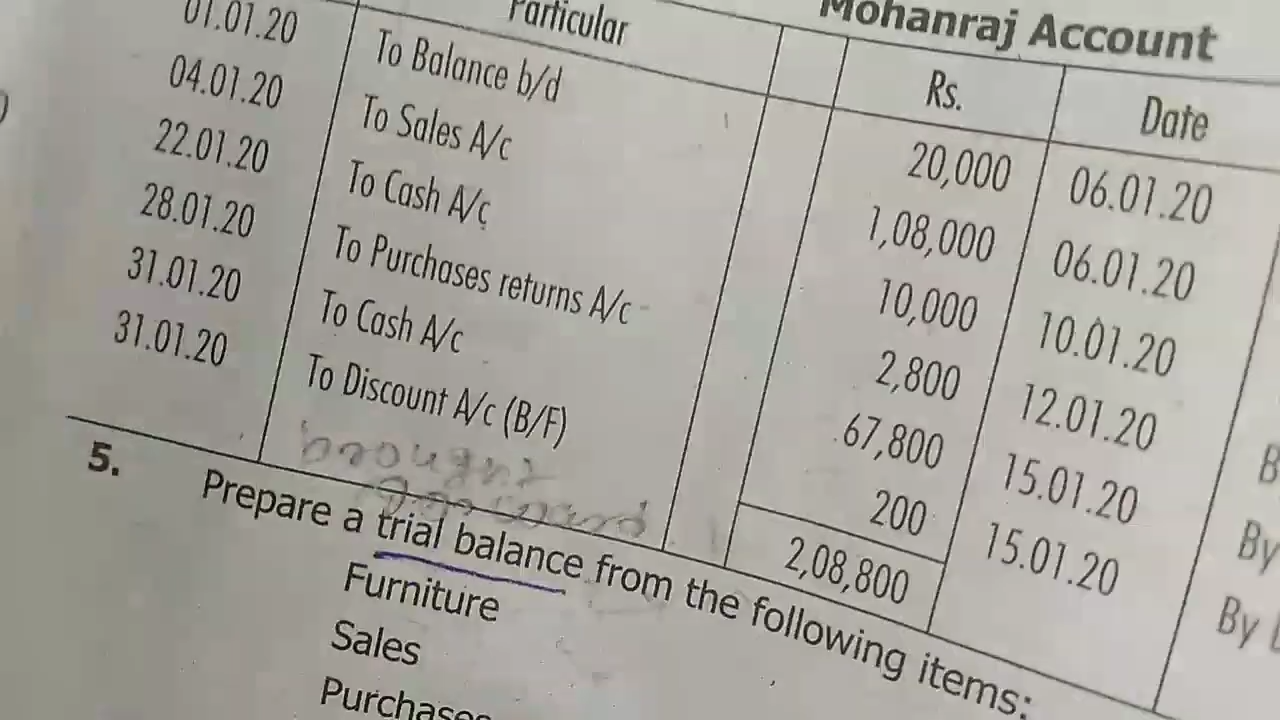 Mohanraj Account
Particular Rs. Date
01.01.20 To Balance b/d 20,000 06.01.20
04.01.20 To Sales A/c 1,08,000 06.01.20
22.01.20 To Cash A/c 10,000 10.01.20
28.01.20 To Purchases returns A/c 2,800 12.01.20
31.01.20 To Cash A/c 67,800 15.01.20
31.01.20 To Discount A/c (B/F) 200 15.01.20
By
By
brought
forward
2,08,800
5. Prepare a trial balance from the following items:
Furniture
Sales
Purchases